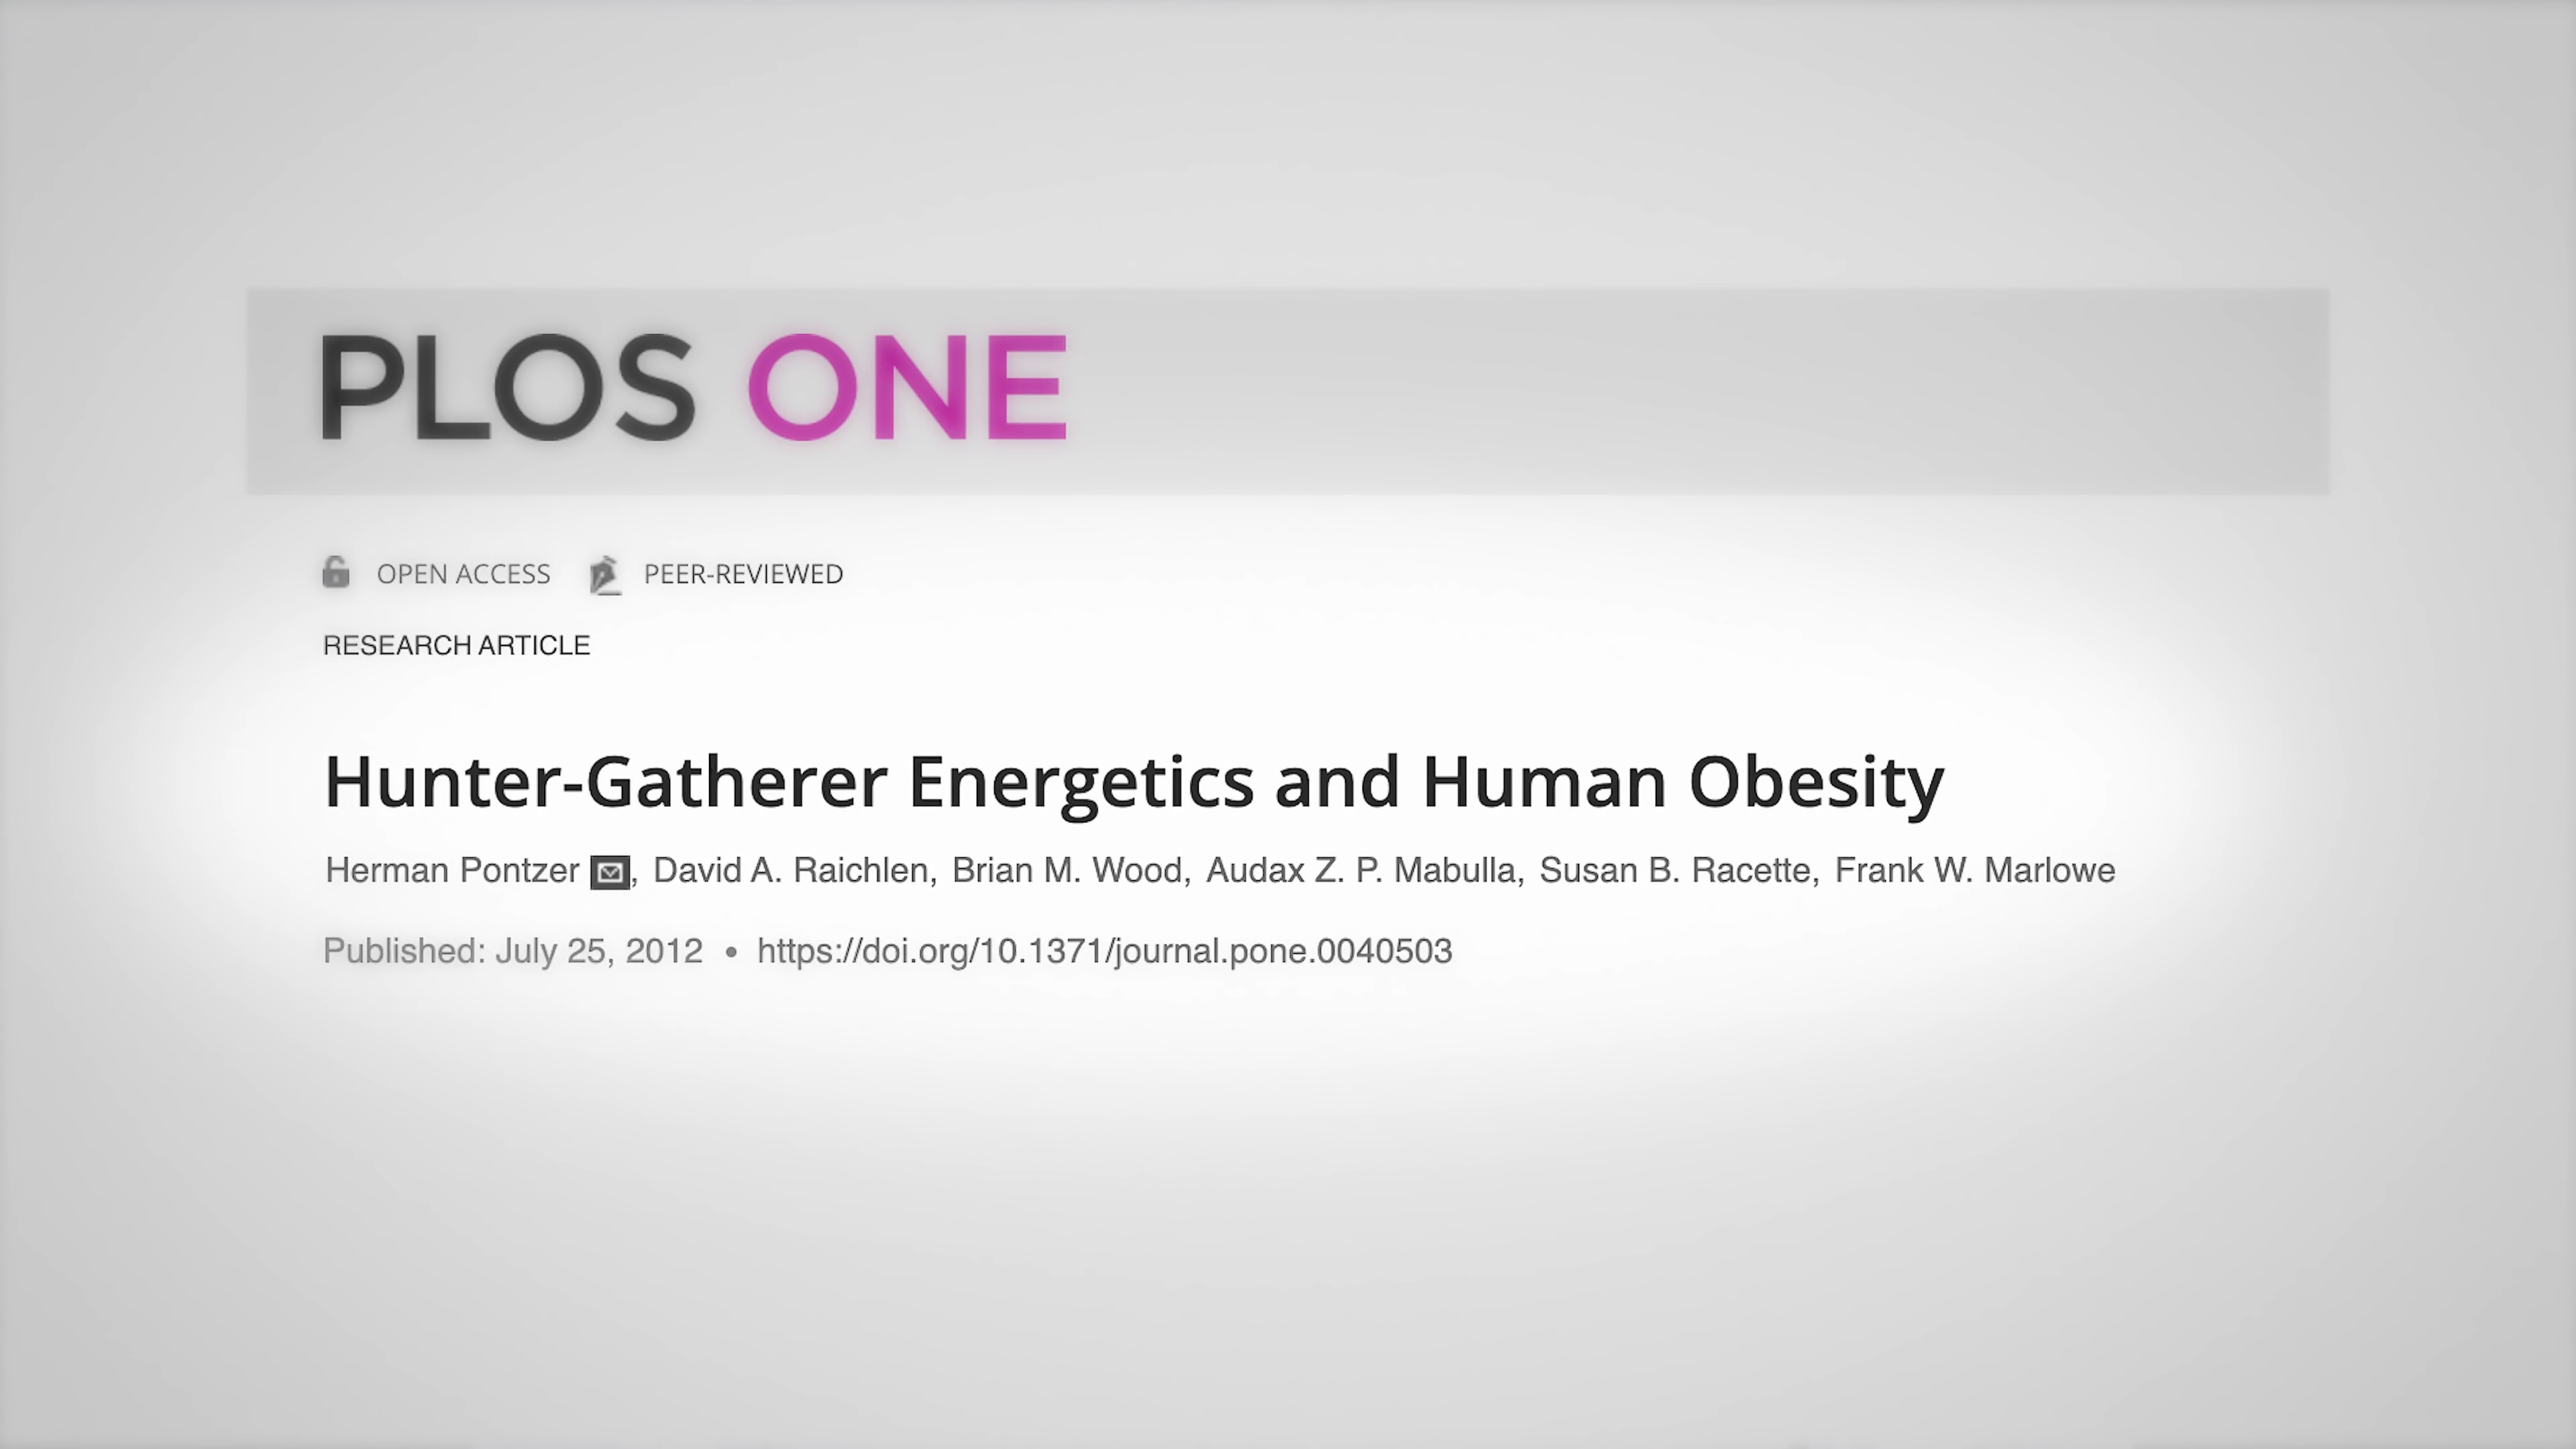 PLOS ONE
OPEN ACCESS PEER-REVIEWED
RESEARCH ARTICLE
Hunter-Gatherer Energetics and Human Obesity
Herman Pontzer, David A. Raichlen, Brian M. Wood, Audax Z. P. Mabulla, Susan B. Racette, Frank W. Marlowe
Published: July 25, 2012 • https://doi.org/10.1371/journal.pone.0040503